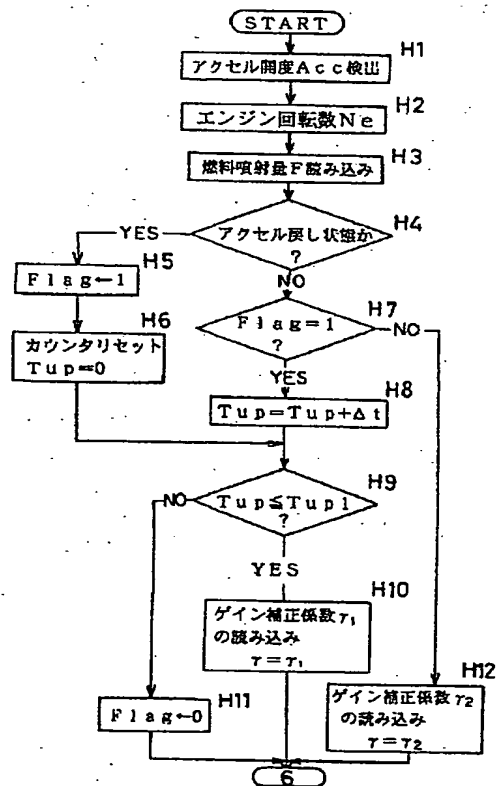 START
H1
アクセル開度Acc検出
H2
エンジン回転数Ne
H3
燃料噴射量F読み込み
H4
アクセル戻し状態か
?
YES
NO
H5
Flag←1
H6
カウンタリセット
Tup=0
H7
Flag=1
?
NO
YES
H8
Tup=Tup+Δt
H9
Tup≦Tup1
?
NO
YES
H10
ゲイン補正係数γ₁
の読み込み
γ=γ₁
H11
Flag←0
H12
ゲイン補正係数γ₂
の読み込み
γ=γ₂
6